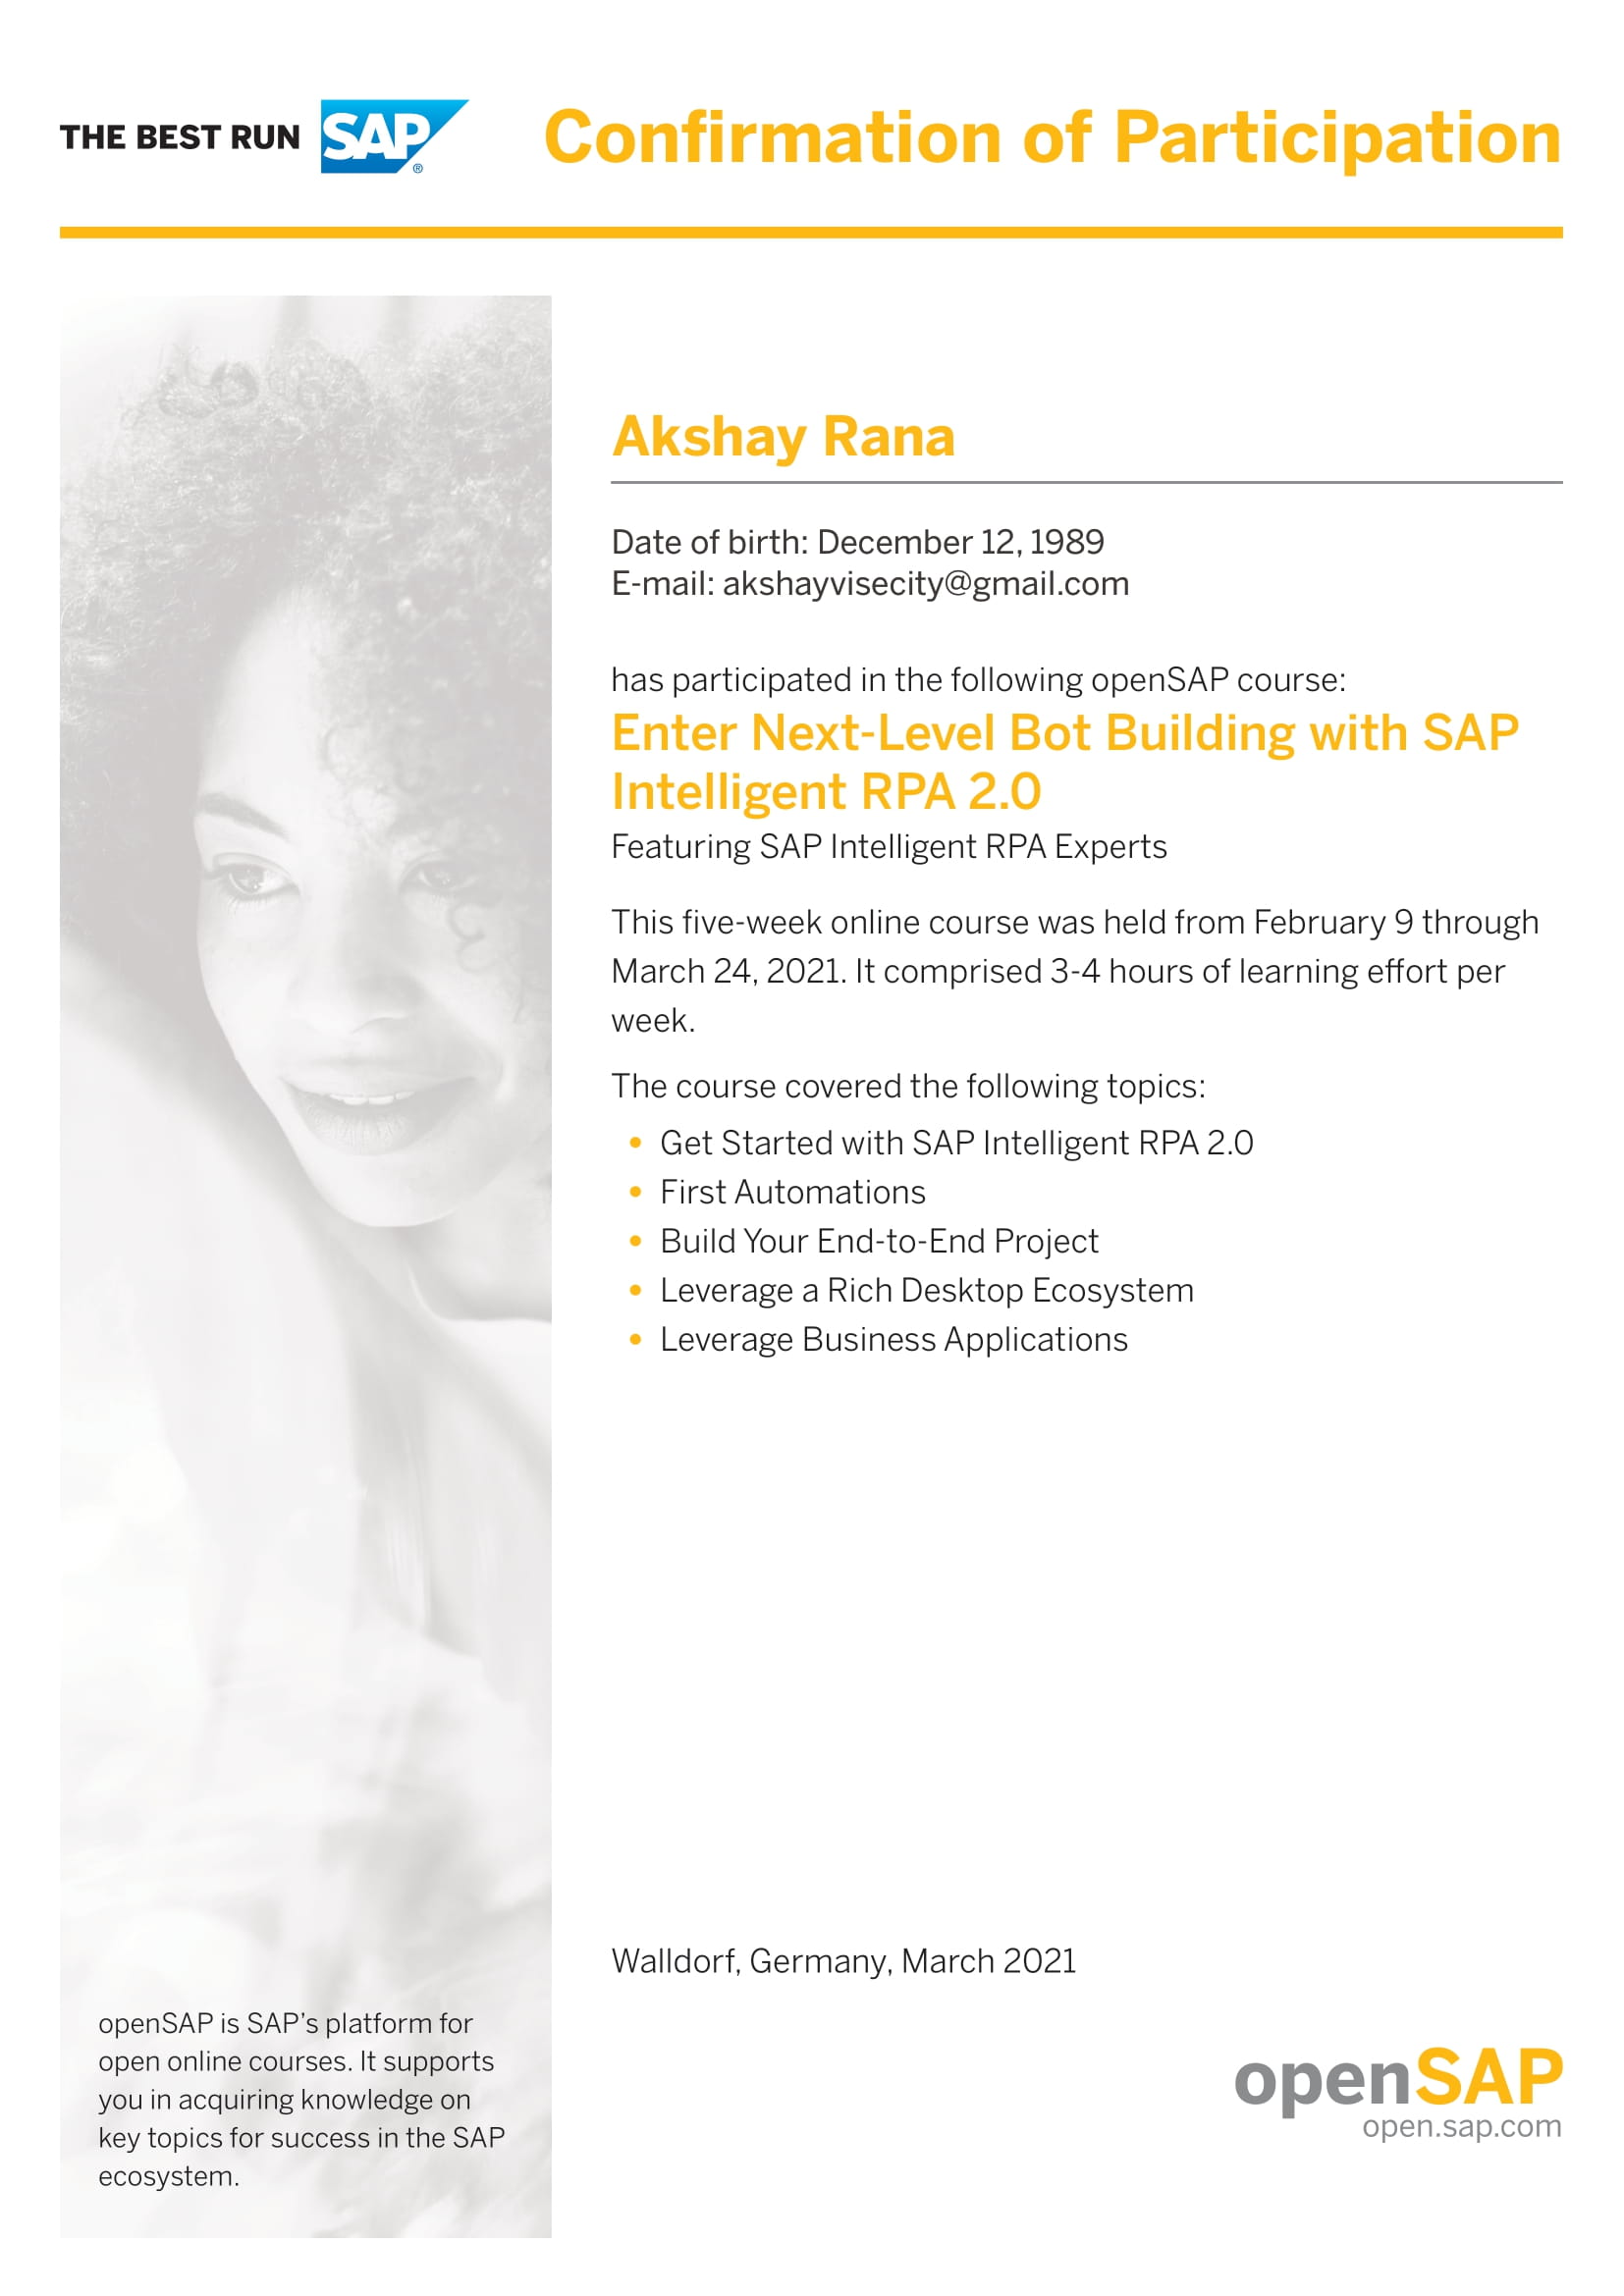 THE BEST RUN SAP®
Confirmation of Participation
Akshay Rana
Date of birth: December 12, 1989
E-mail: akshayvisecity@gmail.com
has participated in the following openSAP course:
Enter Next-Level Bot Building with SAP
Intelligent RPA 2.0
Featuring SAP Intelligent RPA Experts
This five-week online course was held from February 9 through
March 24, 2021. It comprised 3-4 hours of learning effort per
week.
The course covered the following topics:
• Get Started with SAP Intelligent RPA 2.0
• First Automations
• Build Your End-to-End Project
• Leverage a Rich Desktop Ecosystem
• Leverage Business Applications
Walldorf, Germany, March 2021
openSAP is SAP's platform for
open online courses. It supports
you in acquiring knowledge on
key topics for success in the SAP
ecosystem.
openSAP
open.sap.com